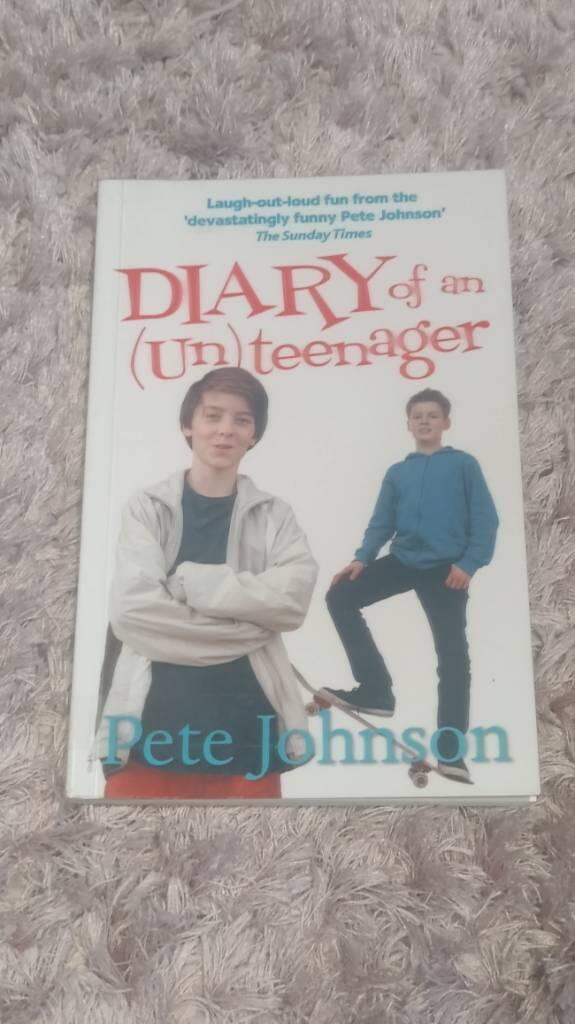 Laugh-out-loud fun from the
'devastatingly funny Pete Johnson'
The Sunday Times
DIARY of an
(Un)teenager
Pete Johnson